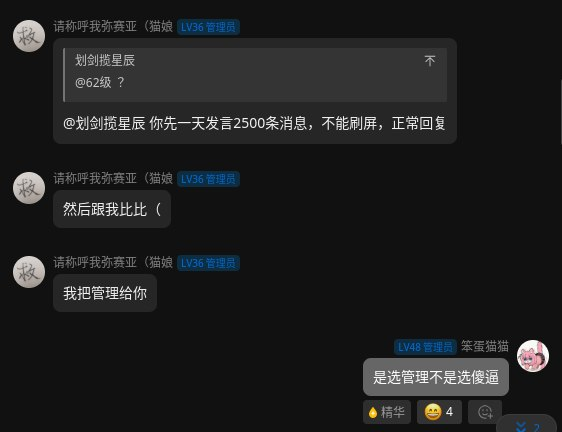 请称呼我弥赛亚（猫娘 LV36 管理员
划剑揽星辰
@62级 ？
@划剑揽星辰 你先一天发言2500条消息，不能刷屏，正常回复
请称呼我弥赛亚（猫娘 LV36 管理员
然后跟我比比（
请称呼我弥赛亚（猫娘 LV36 管理员
我把管理给你
LV48 管理员 笨蛋猫猫
是选管理不是选傻逼
精华 4
2